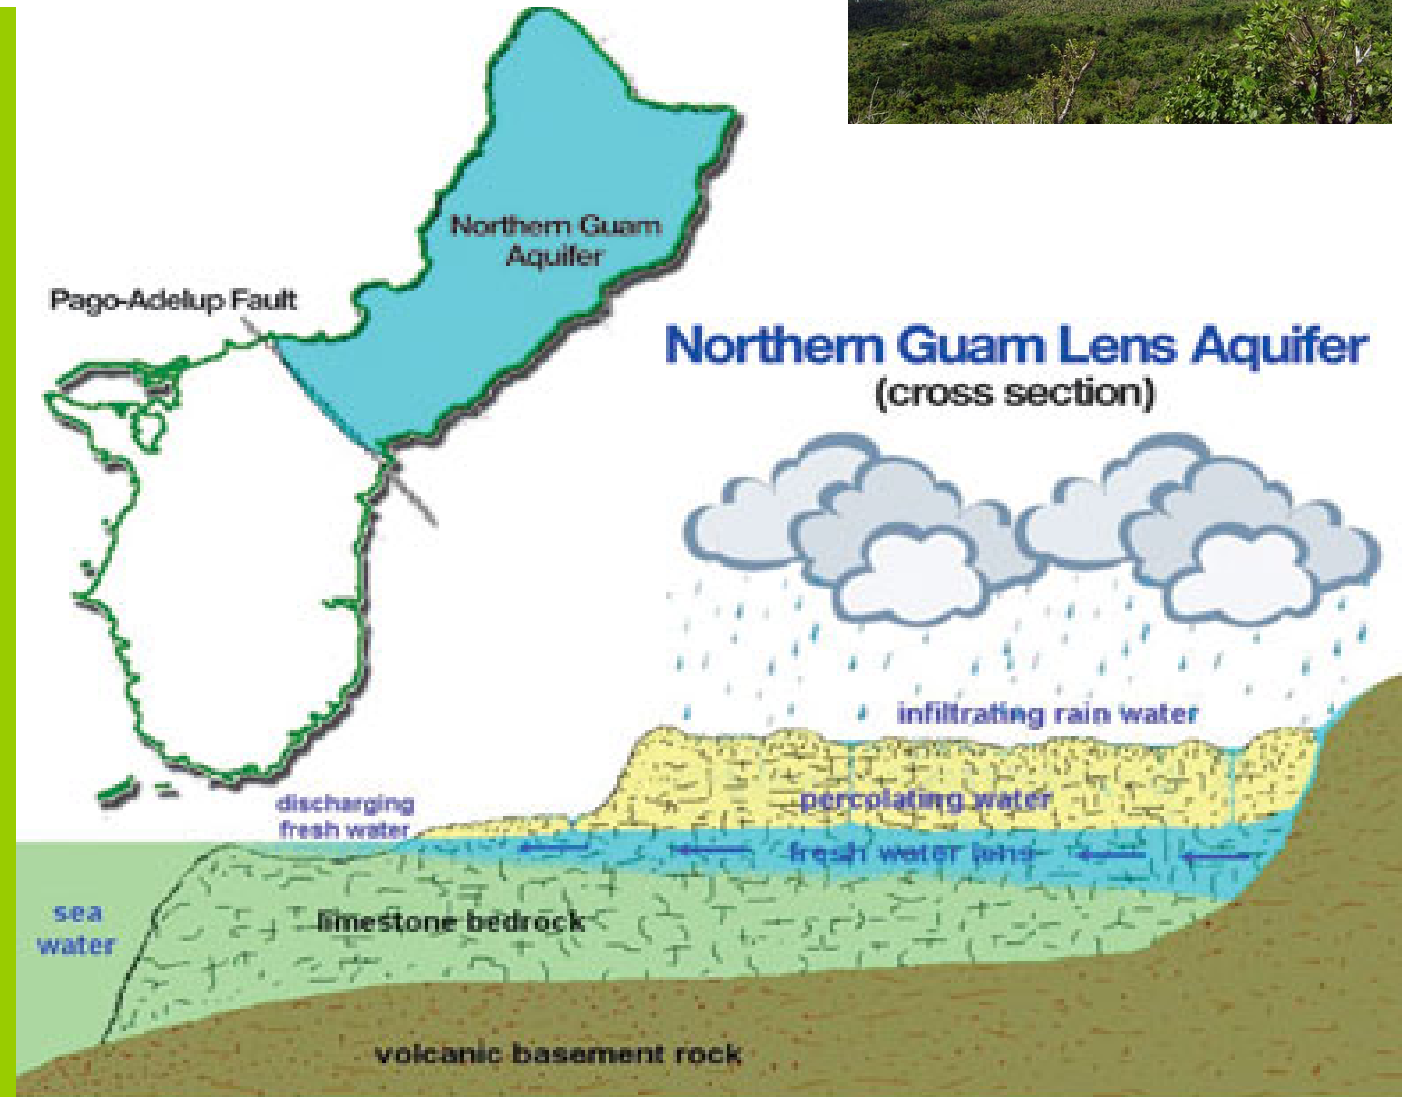 Northern Guam
Aquifer
Pago-Adelup Fault
Northern Guam Lens Aquifer
(cross section)
infiltrating rain water
percolating water
discharging
fresh water
fresh water lens
sea
water
limestone bedrock
volcanic basement rock